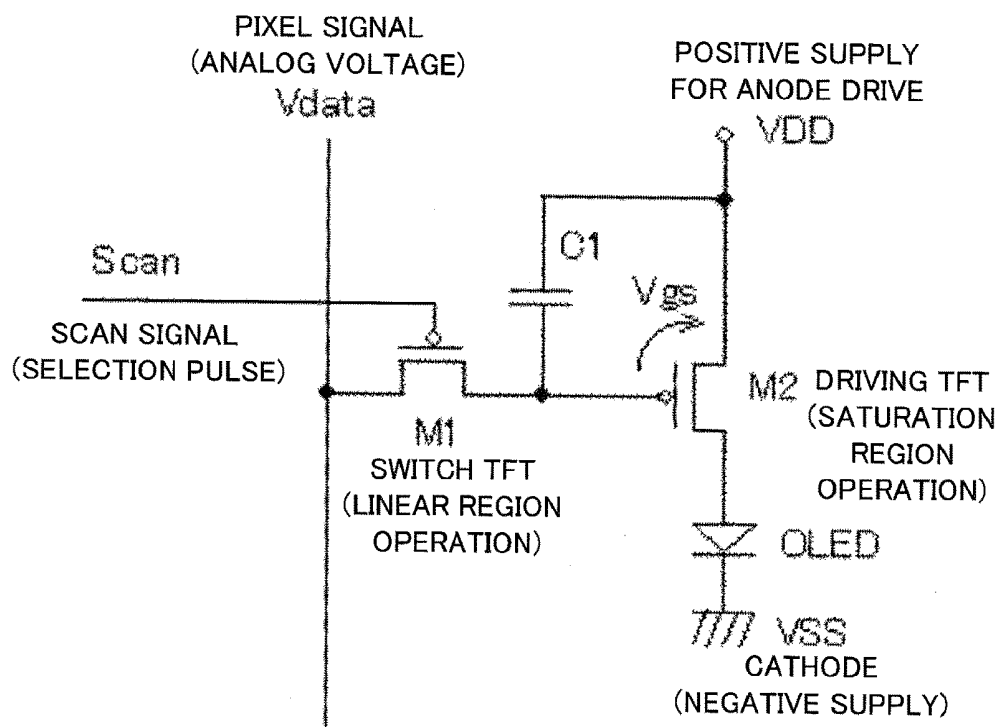 PIXEL SIGNAL
(ANALOG VOLTAGE)
Vdata
POSITIVE SUPPLY
FOR ANODE DRIVE
VDD
C1
Vgs
Scan
SCAN SIGNAL
(SELECTION PULSE)
M1
SWITCH TFT
(LINEAR REGION
OPERATION)
M2 DRIVING TFT
(SATURATION
REGION
OPERATION)
OLED
VSS
CATHODE
(NEGATIVE SUPPLY)